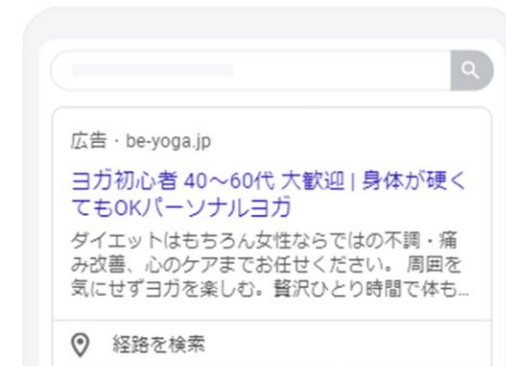 広告・be-yoga.jp
ヨガ初心者 40～60代 大歓迎 | 身体が硬く
てもOKパーソナルヨガ
ダイエットはもちろん女性ならではの不調・痛
み改善、心のケアまでお任せください。 周囲を
気にせずヨガを楽しむ。贅沢ひとり時間で体も...
経路を検索